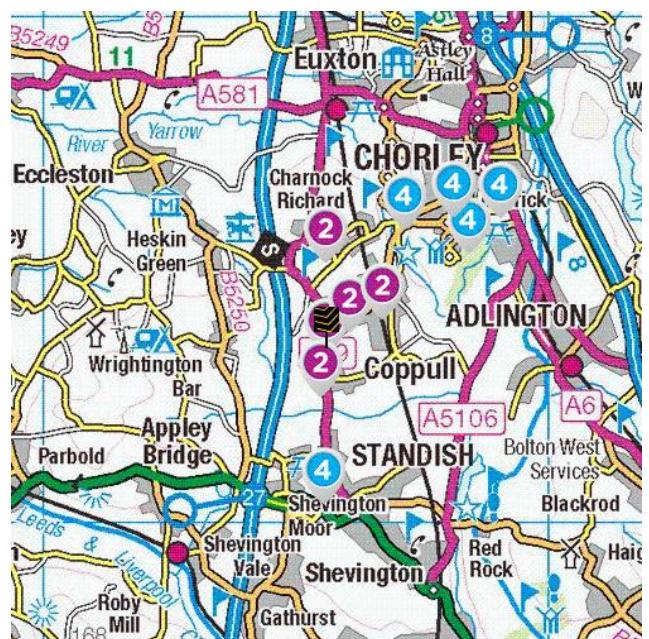 B5249
11
8
A581
Euxton
Astley
Hall
River
Yarrow
Eccleston
CHORLEY
Charnock
Richard
4
4
4
4
2
M
Heskin
Green
S
8
B5250
2
2
ADLINGTON
Wrightington
Bar
2
Coppull
A5106
A6
Appley
Bridge
STANDISH
Bolton West
Services
Parbold
4
27
Shevington
Moor
Blackrod
Leeds
&
Liverpool
Shevington
Vale
Red
Rock
Haig
Shevington
Roby
Mill
Gathurst
168